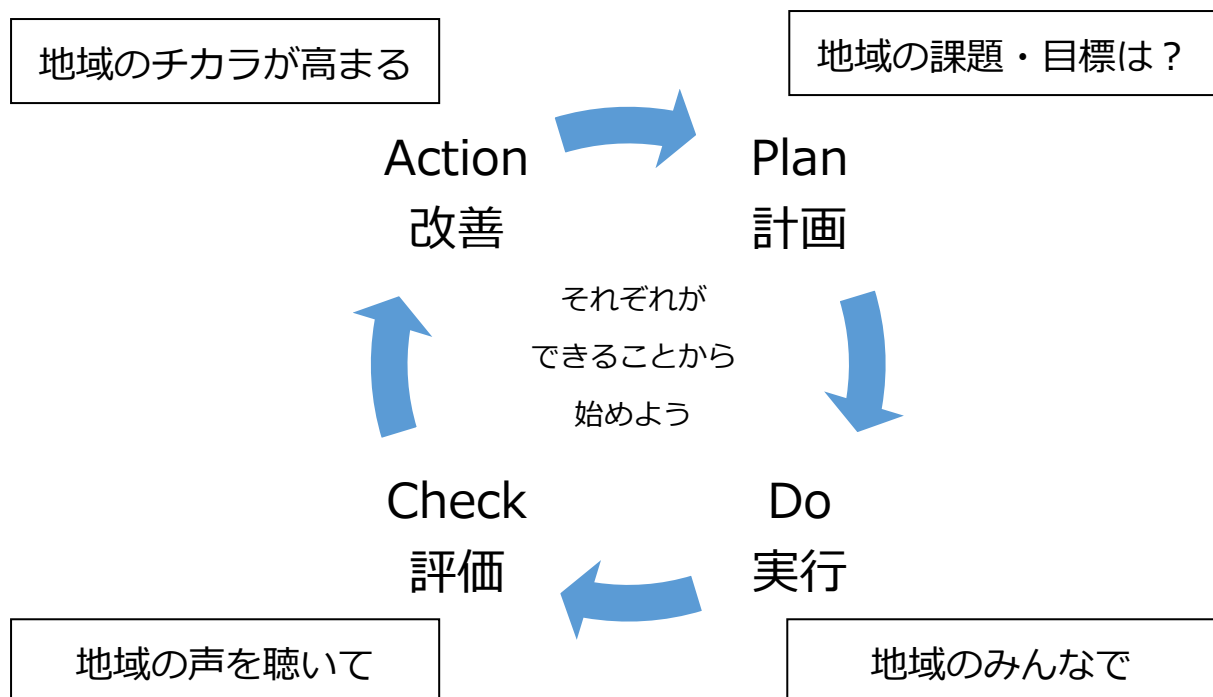 地域のチカラが高まる
地域の課題・目標は？
Action
改善
Plan
計画
それぞれが
できることから
始めよう
Check
評価
Do
実行
地域の声を聴いて
地域のみんなで